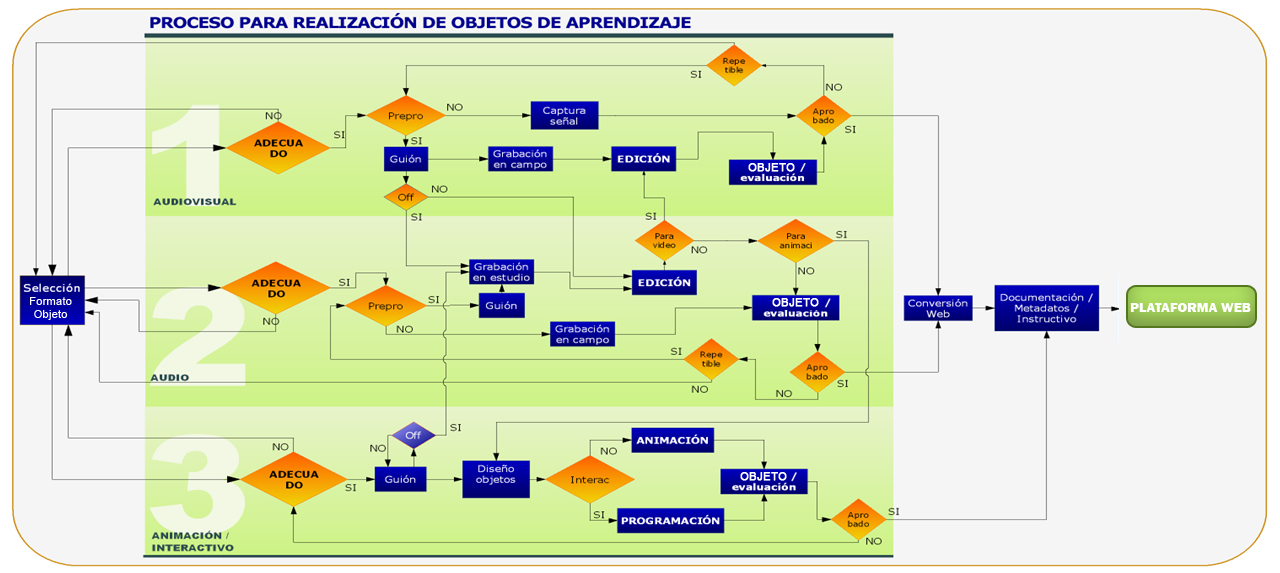 PROCESO PARA REALIZACIÓN DE OBJETOS DE APRENDIZAJE
Repe
tible
SI
NO
1
NO
ADECUA
DO
SI
Prepro
NO
Captura
señal
Apro
bado
SI
SI
Guión
Grabación
en campo
EDICIÓN
OBJETO /
evaluación
Off
NO
SI
AUDIOVISUAL
SI
Para
video
NO
Para
animaci
SI
NO
Selección
Formato
Objeto
2
ADECUA
DO
SI
NO
Prepro
SI
NO
Grabación
en estudio
Guión
EDICIÓN
OBJETO /
evaluación
Grabación
en campo
SI
Repe
tible
NO
Apro
bado
SI
NO
AUDIO
Conversión
Web
Documentación /
Metadatos /
Instructivo
PLATAFORMA WEB
3
NO
ADECUA
DO
SI
Off
SI
NO
Guión
Diseño
objetos
Interac
NO
ANIMACIÓN
SI
PROGRAMACIÓN
OBJETO /
evaluación
Apro
bado
SI
NO
ANIMACIÓN /
INTERACTIVO